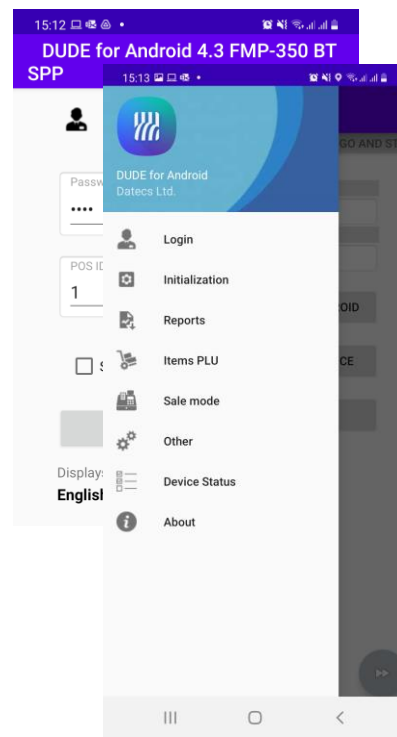 15:12
DUDE for Android 4.3 FMP-350 BT
SPP
Passw
••••
POS ID
1
Display
English
15:13
GO AND ST
DUDE for Android
Datecs Ltd.
Login
Initialization
Reports
OID
Items PLU
CE
Sale mode
Other
Device Status
About